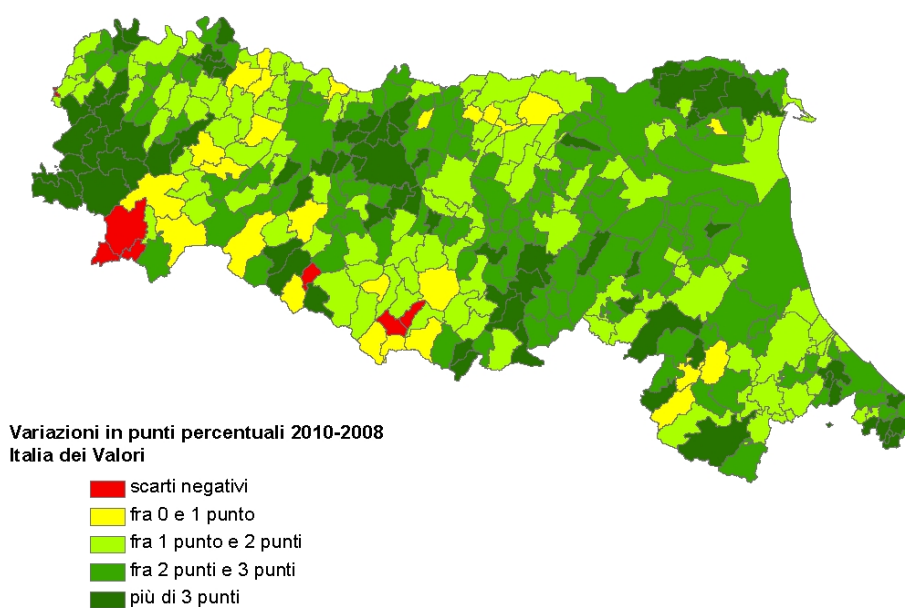 Variazioni in punti percentuali 2010-2008
Italia dei Valori
scarti negativi
fra 0 e 1 punto
fra 1 punto e 2 punti
fra 2 punti e 3 punti
più di 3 punti